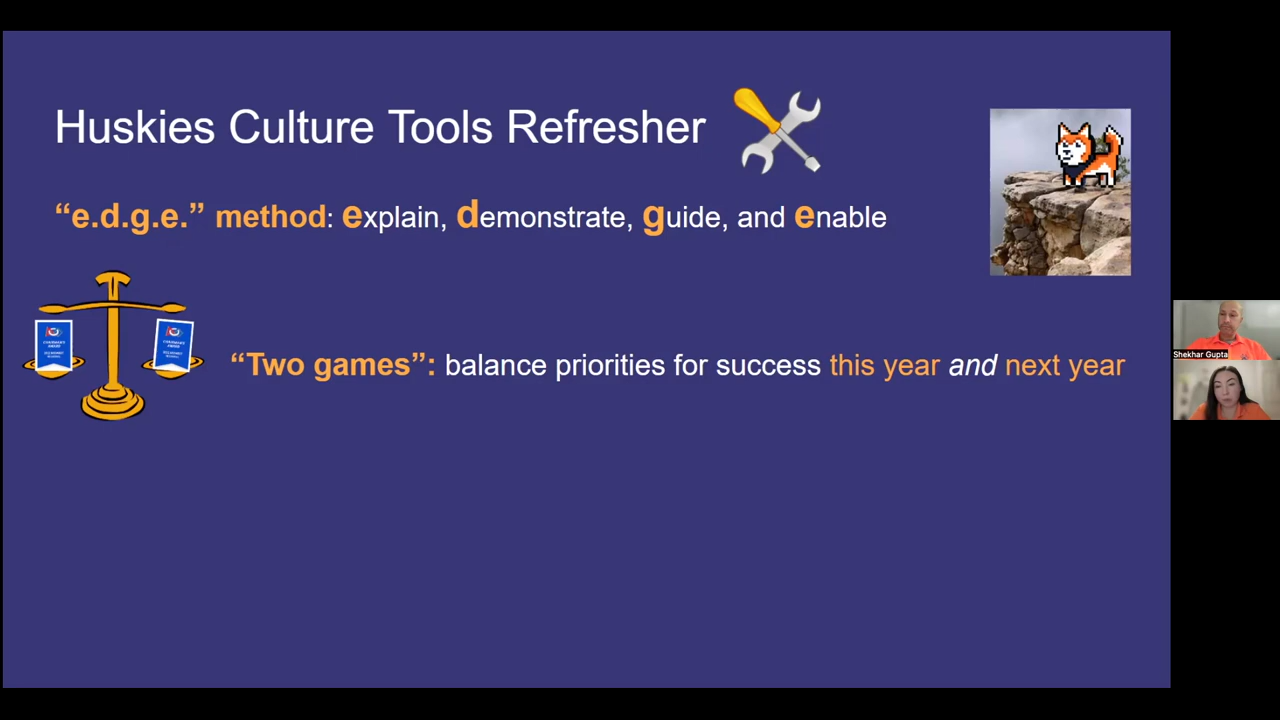 Huskies Culture Tools Refresher
“e.d.g.e.” method: explain, demonstrate, guide, and enable
“Two games”: balance priorities for success this year and next year
Shekhar Gupta